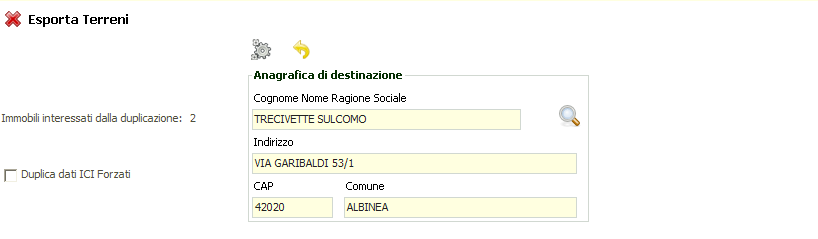 Esporta Terreni
Anagrafica di destinazione
Cognome Nome Ragione Sociale
Immobili interessati dalla duplicazione: 2
TRECIVETTE SULCOMO
Indirizzo
VIA GARIBALDI 53/1
Duplica dati ICI Forzati
CAP Comune
42020 ALBINEA